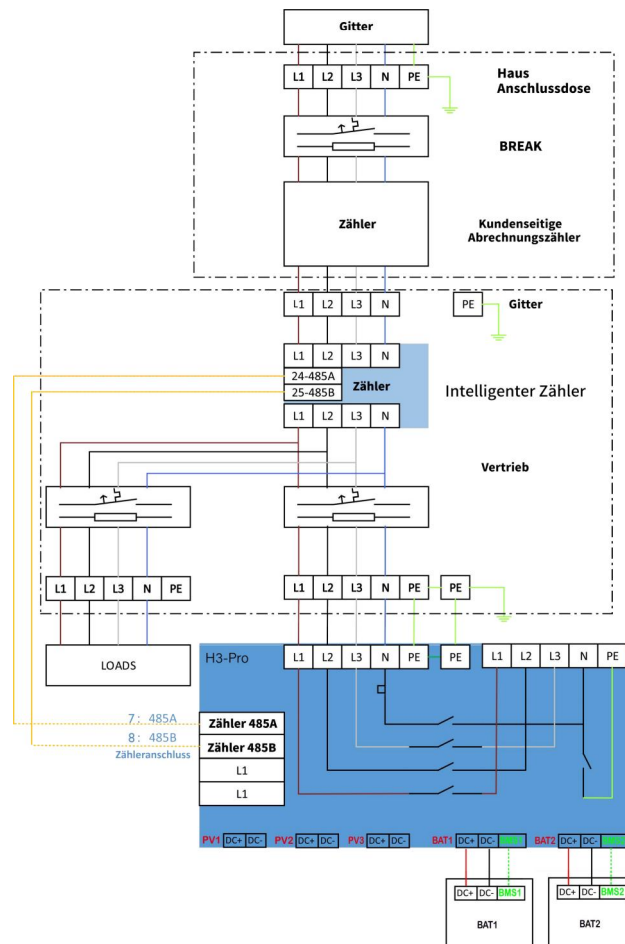 Gitter
L1 L2 L3 N PE
Haus
Anschlussdose
BREAK
Zähler
Kundenseitige
Abrechnungszähler
L1 L2 L3 N
PE
Gitter
L1 L2 L3 N
24-485A
25-485B
Zähler
Intelligenter Zähler
L1 L2 L3 N
Vertrieb
L1 L2 L3 N PE
L1 L2 L3 N PE PE
LOADS
H3-Pro
L1 L2 L3 N PE PE
L1 L2 L3 N PE
7: 485A
8: 485B
Zähleranschluss
Zähler 485A
Zähler 485B
L1
L1
PV1 DC+ DC-
PV2 DC+ DC-
PV3 DC+ DC-
BAT1 DC+ DC-
BAT2 DC+ DC-
DC+ DC- BMS1
BAT1
DC+ DC- BMS2
BAT2